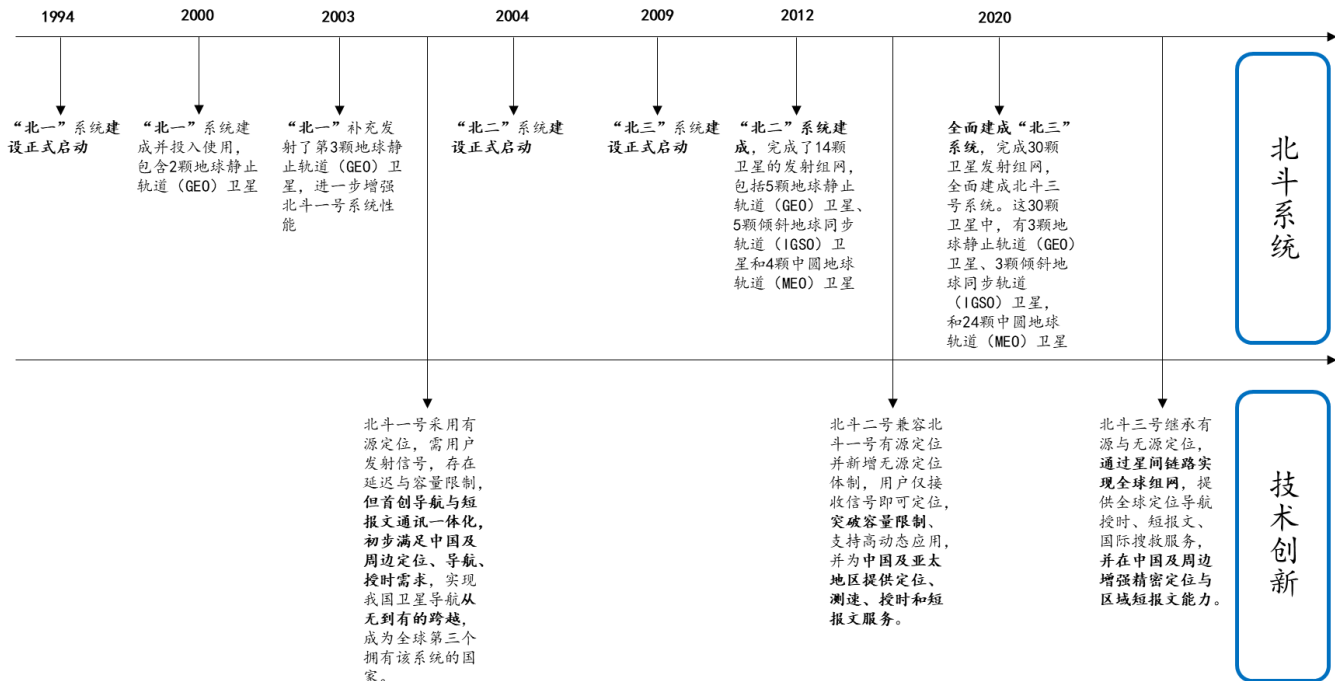 1994
2000
2003
2004
2009
2012
2020
“北一”系统建
设正式启动
“北一”系统建
成并投入使用，
包含2颗地球静止
轨道（GEO）卫星
“北一”补充发
射了第3颗地球静
止轨道（GEO）卫
星，进一步增强
北斗一号系统性
能
“北二”系统建
设正式启动
“北三”系统建
设正式启动
“北二”系统建
成，完成了14颗
卫星的发射组网，
包括5颗地球静止
轨道（GEO）卫星、
5颗倾斜地球同步
轨道（IGSO）卫
星和4颗中圆地球
轨道（MEO）卫星
全面建成“北三”
系统，完成30颗
卫星发射组网，
全面建成北斗三
号系统。这30颗
卫星中，有3颗地
球静止轨道（GEO）
卫星、3颗倾斜地
球同步轨道
（IGSO）卫星，
和24颗中圆地球
轨道（MEO）卫星
北斗系统
北斗一号采用有
源定位，需用户
发射信号，存在
延迟与容量限制，
但首创导航与短
报文通讯一体化，
初步满足中国及
周边定位、导航、
授时需求，实现
我国卫星导航从
无到有的跨越，
成为全球第三个
拥有该系统的国
家。
北斗二号兼容北
斗一号有源定位
并新增无源定位
体制，用户仅接
收信号即可定位，
突破容量限制、
支持高动态应用，
并为中国及亚太
地区提供定位、
测速、授时和短
报文服务。
北斗三号继承有
源与无源定位，
通过星间链路实
现全球组网，提
供全球定位导航
授时、短报文、
国际搜救服务，
并在中国及周边
增强精密定位与
区域短报文能力。
技术创新